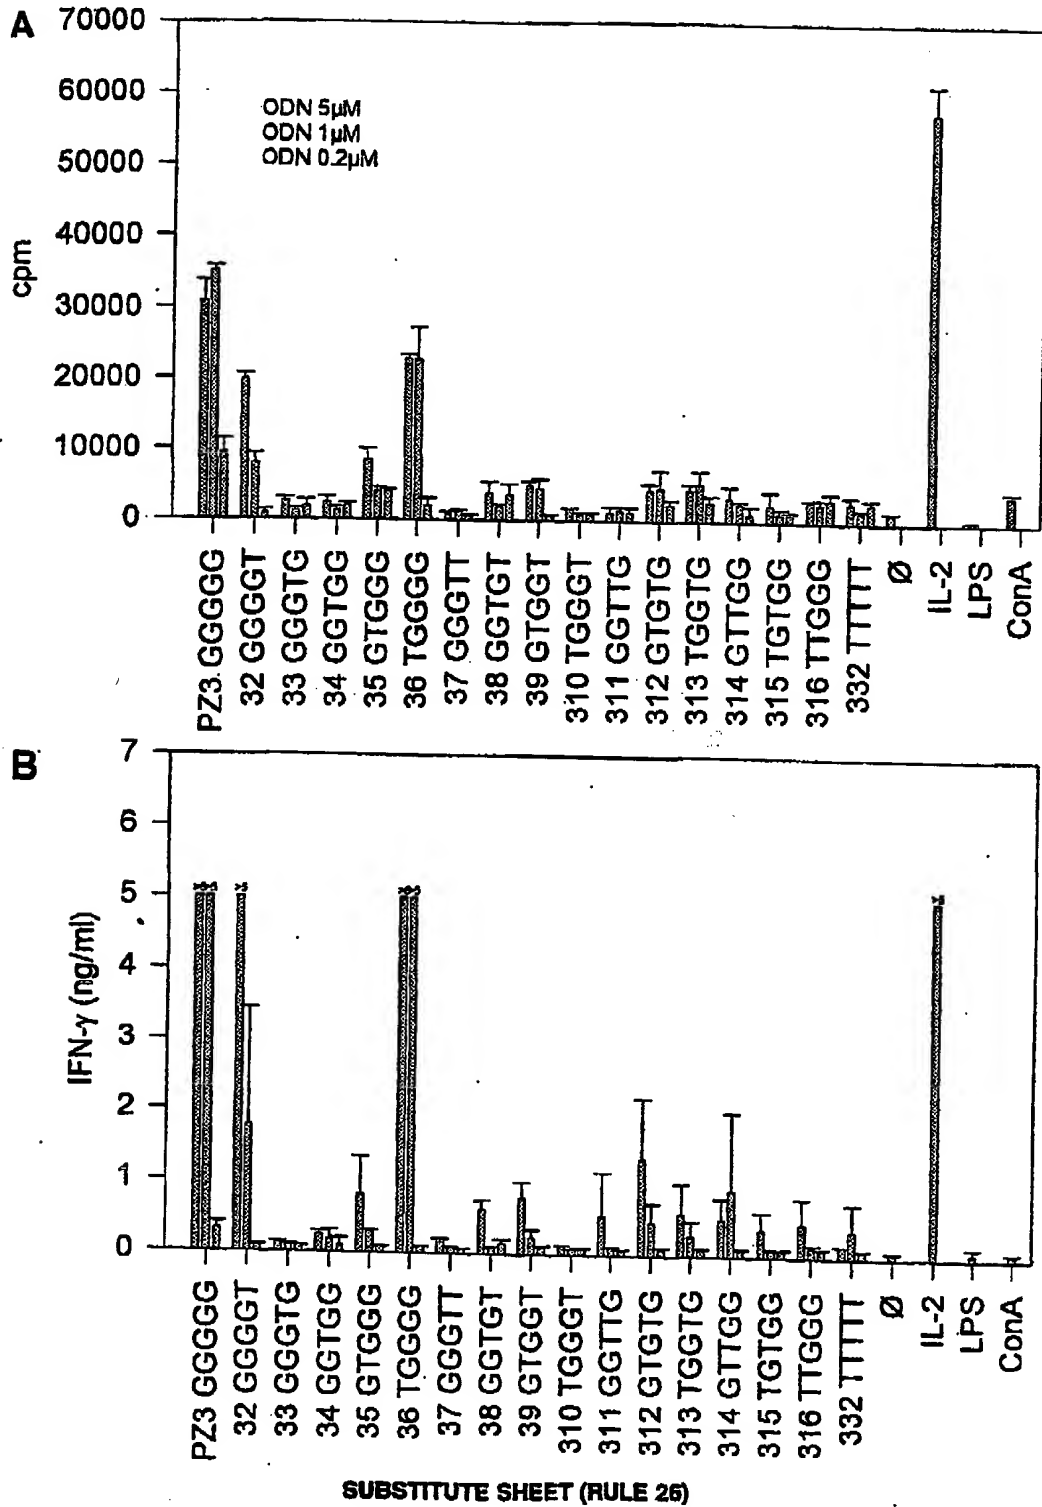 A
70000
60000
50000
40000
30000
20000
10000
0
cpm
ODN 5µM
ODN 1µM
ODN 0.2µM
PZ3 GGGGG
32 GGGGT
33 GGGTG
34 GGTGG
35 GTGGG
36 TGGGG
37 GGGTT
38 GGTGT
39 GTGGT
310 TGGGT
311 GGTTG
312 GTGTG
313 TGGTG
314 GTTGG
315 TGTGG
316 TTGGG
332 TTTTT
Ø
IL-2
LPS
ConA
B
7
6
5
4
3
2
1
0
IFN-γ (ng/ml)
PZ3 GGGGG
32 GGGGT
33 GGGTG
34 GGTGG
35 GTGGG
36 TGGGG
37 GGGTT
38 GGTGT
39 GTGGT
310 TGGGT
311 GGTTG
312 GTGTG
313 TGGTG
314 GTTGG
315 TGTGG
316 TTGGG
332 TTTTT
Ø
IL-2
LPS
ConA
SUBSTITUTE SHEET (RULE 26)